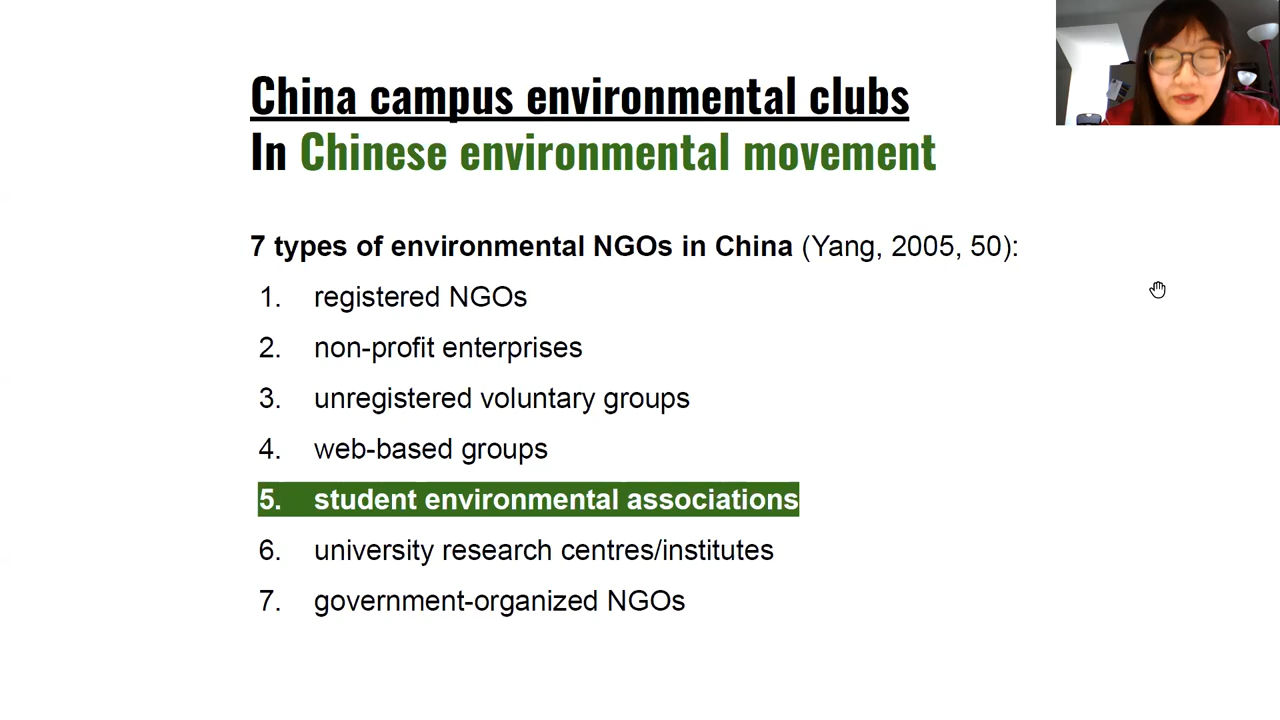 China campus environmental clubs
In Chinese environmental movement
7 types of environmental NGOs in China (Yang, 2005, 50):
1. registered NGOs
2. non-profit enterprises
3. unregistered voluntary groups
4. web-based groups
5. student environmental associations
6. university research centres/institutes
7. government-organized NGOs